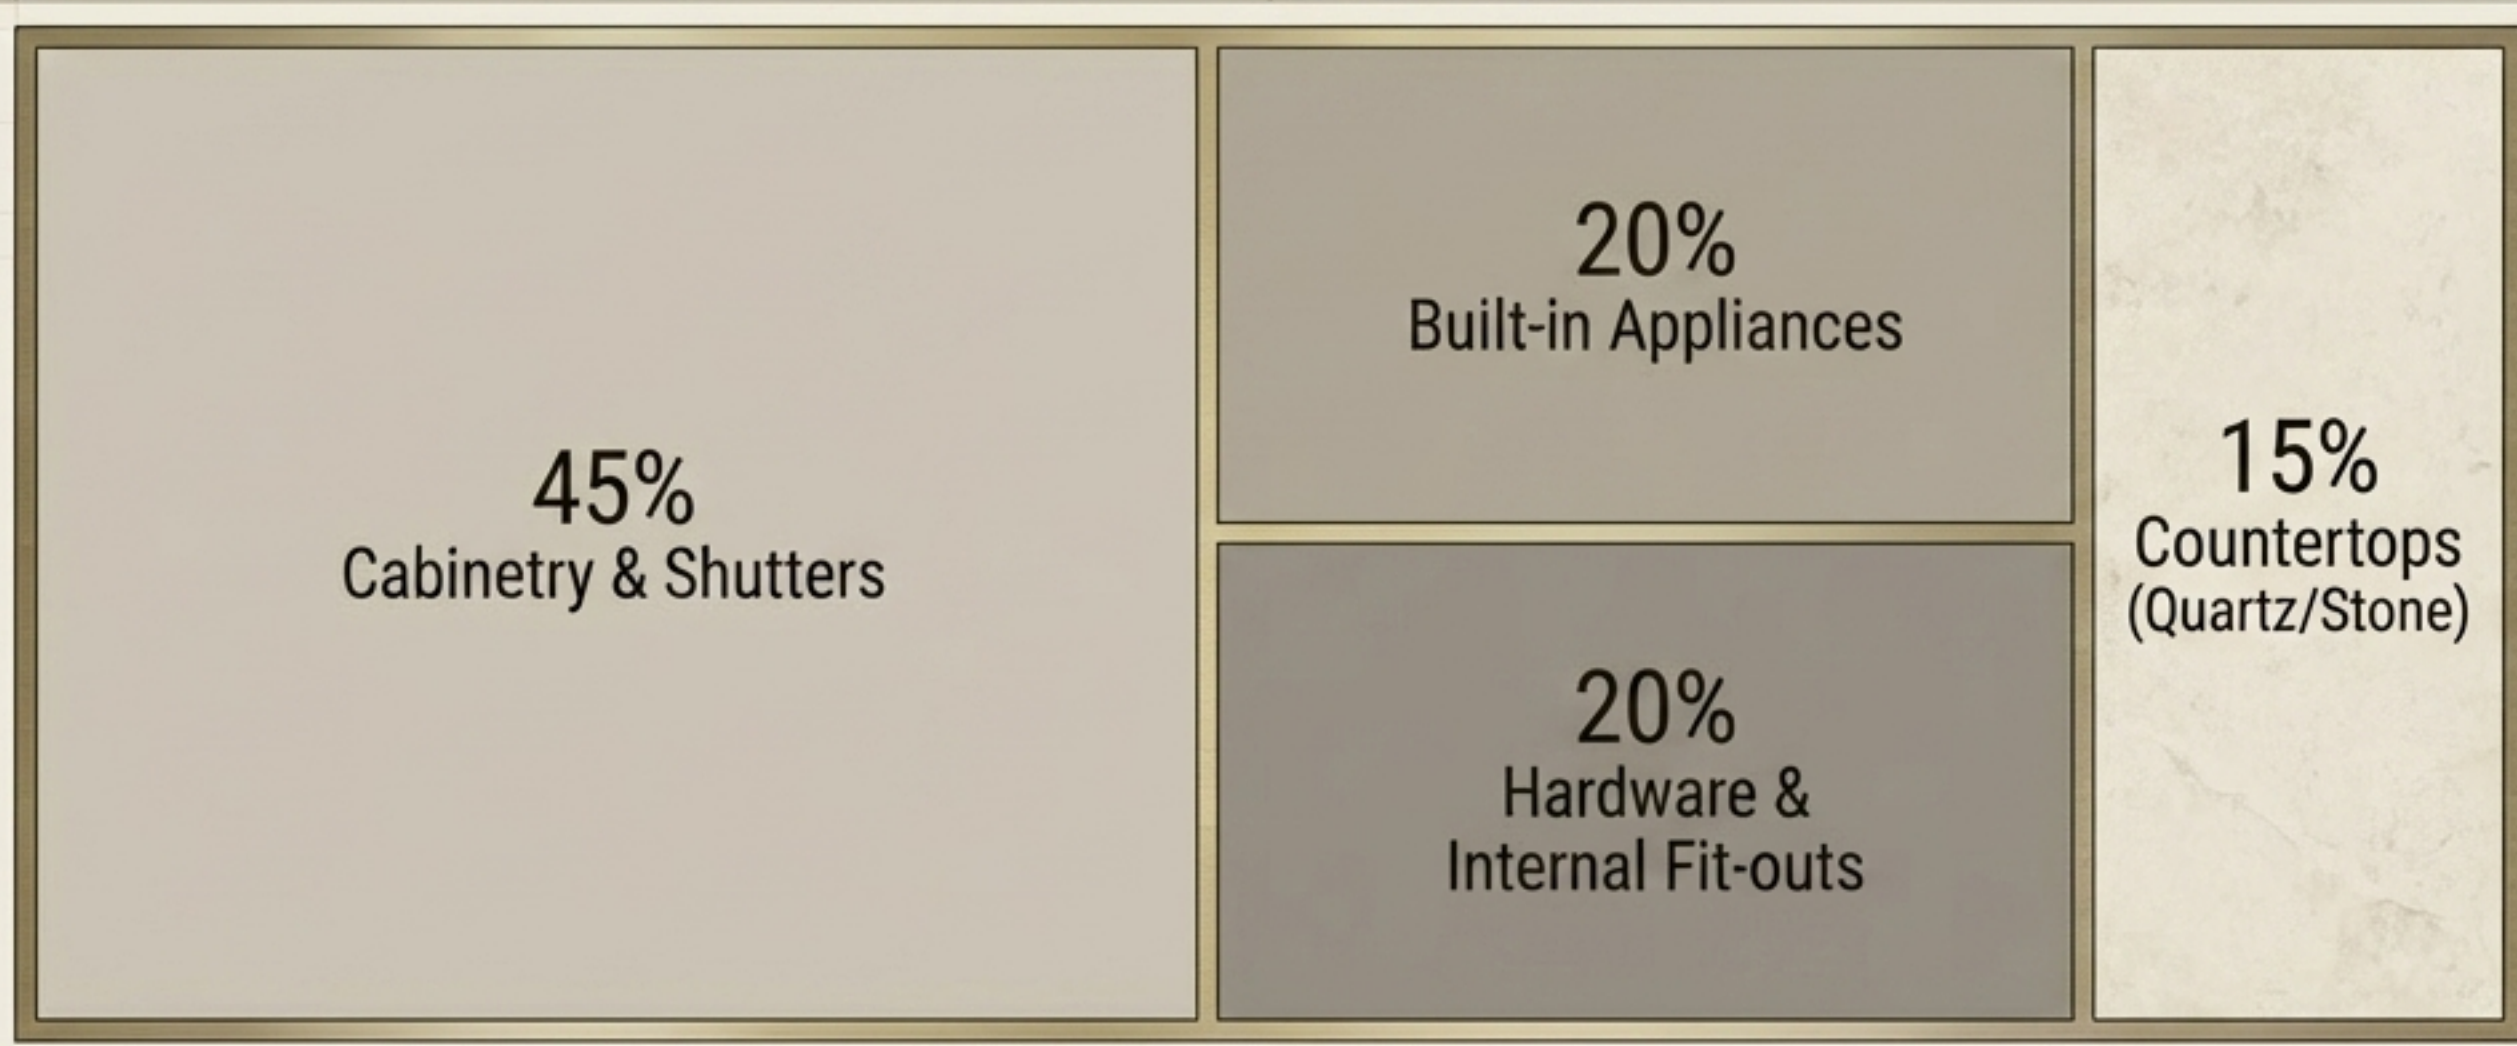 45%
Cabinetry & Shutters
20%
Built-in Appliances
20%
Hardware &
Internal Fit-outs
15%
Countertops
(Quartz/Stone)